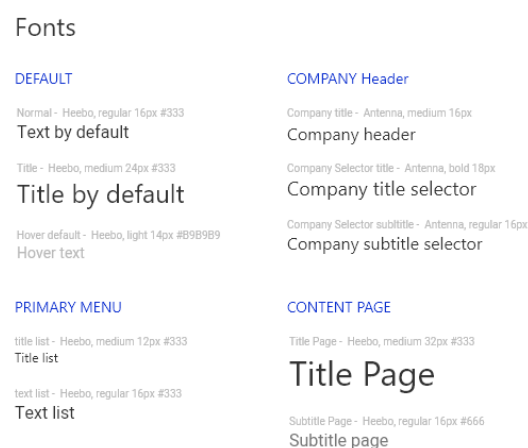 Fonts
DEFAULT
Normal - Heebo, regular 16px #333
Text by default
Title - Heebo, medium 24px #333
Title by default
Hover default - Heebo, light 14px #B9B9B9
Hover text
COMPANY Header
Company title - Antenna, medium 16px
Company header
Company Selector title - Antenna, bold 18px
Company title selector
Company Selector subltitle - Antenna, regular 16px
Company subtitle selector
PRIMARY MENU
title list - Heebo, medium 12px #333
Title list
text list - Heebo, regular 16px #333
Text list
CONTENT PAGE
Title Page - Heebo, medium 32px #333
Title Page
Subtitle Page - Heebo, regular 16px #666
Subtitle page